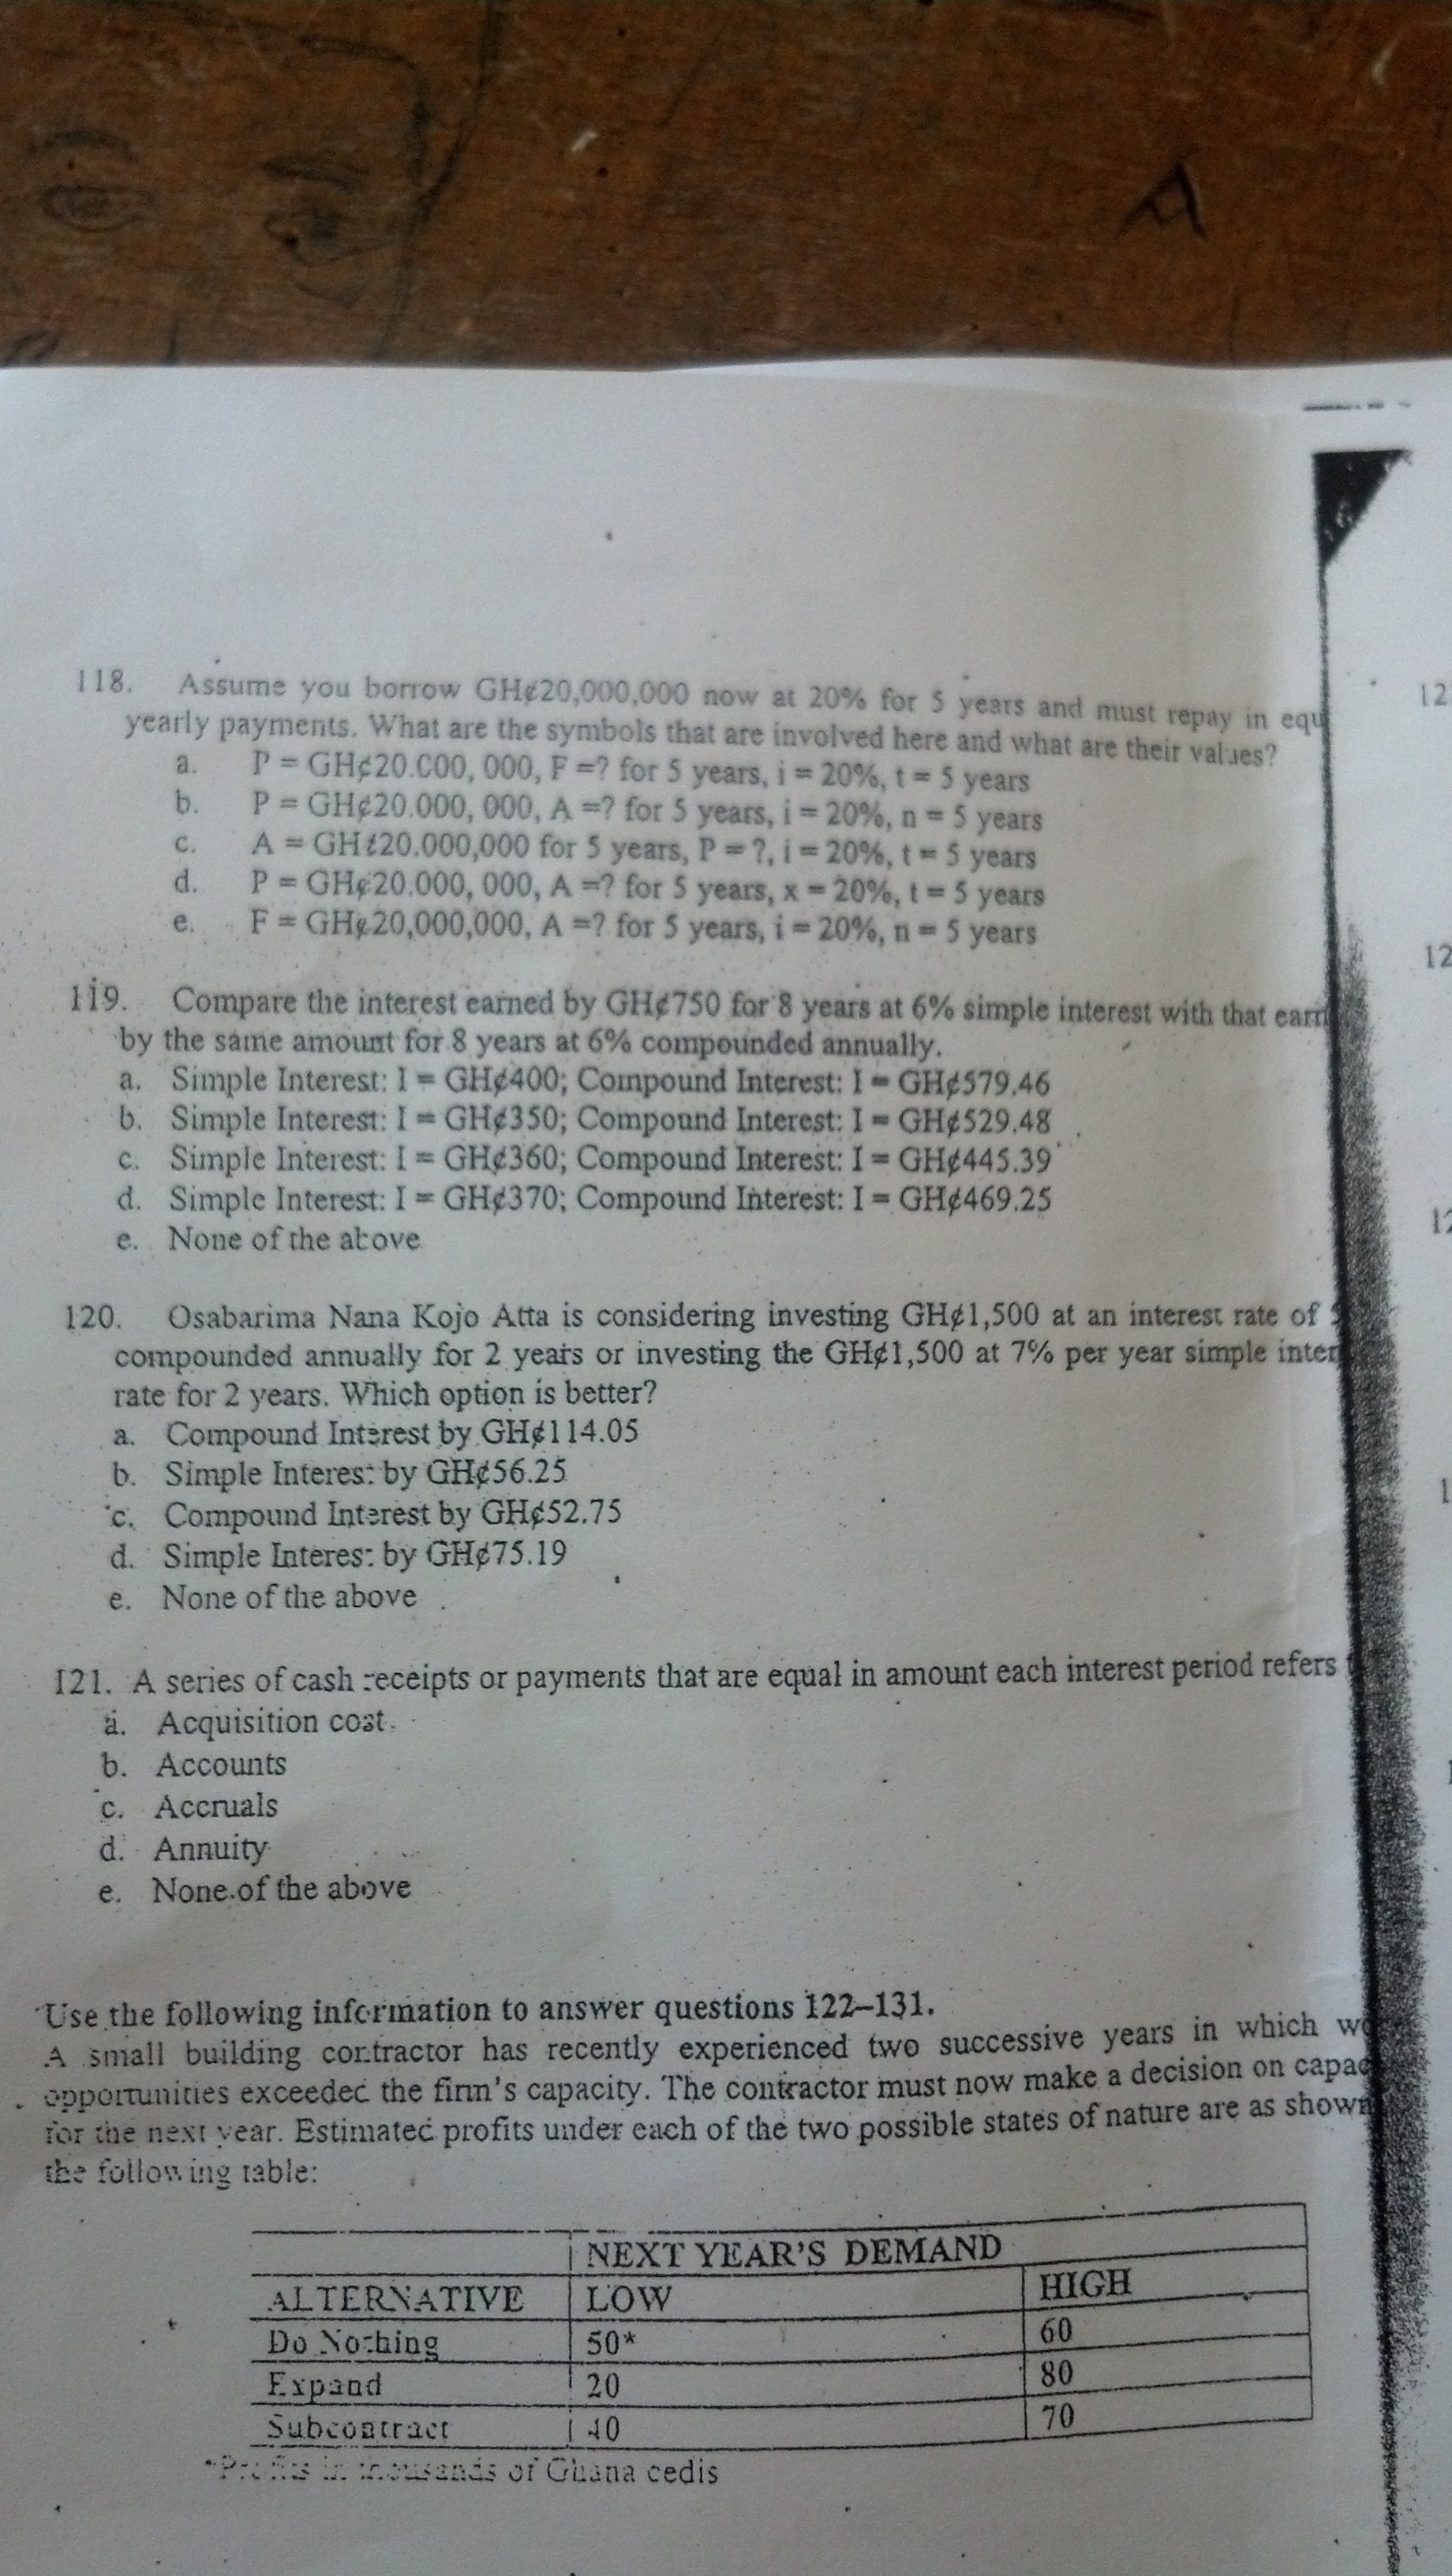 A
118. Assume you borrow GH¢20,000,000 now at 20% for 5 years and must repay in equ
yearly payments. What are the symbols that are involved here and what are their values?
a. P = GH¢20.000, 000, F =? for 5 years, i = 20%, t = 5 years
b. P = GH¢20.000, 000, A =? for 5 years, i = 20%, n = 5 years
c. A = GH¢20.000,000 for 5 years, P = ?, i = 20%, t = 5 years
d. P = GH¢20.000, 000, A =? for 5 years, x = 20%, t = 5 years
e. F = GH¢20,000,000, A =? for 5 years, i = 20%, n = 5 years
119. Compare the interest earned by GH¢750 for 8 years at 6% simple interest with that earn
by the same amount for 8 years at 6% compounded annually.
a. Simple Interest: I = GH¢400; Compound Interest: I = GH¢579.46
b. Simple Interest: I = GH¢350; Compound Interest: I = GH¢529.48
c. Simple Interest: I = GH¢360; Compound Interest: I = GH¢445.39
d. Simple Interest: I = GH¢370; Compound Interest: I = GH¢469.25
e. None of the above
120. Osabarima Nana Kojo Atta is considering investing GH¢1,500 at an interest rate of
compounded annually for 2 years or investing the GH¢1,500 at 7% per year simple inter
rate for 2 years. Which option is better?
a. Compound Interest by GH¢114.05
b. Simple Interest by GH¢56.25
c. Compound Interest by GH¢52.75
d. Simple Interest by GH¢75.19
e. None of the above
121. A series of cash receipts or payments that are equal in amount each interest period refers
a. Acquisition cost.
b. Accounts
c. Accruals
d. Annuity
e. None of the above
Use the following information to answer questions 122–131.
A small building contractor has recently experienced two successive years in which w
opportunities exceeded the firm's capacity. The contractor must now make a decision on capac
for the next year. Estimated profits under each of the two possible states of nature are as shown
the following table:
NEXT YEAR'S DEMAND
ALTERNATIVE LOW HIGH
Do Nothing 50* 60
Expand 20 80
Subcontract 40 70
*Profits in thousands of Ghana cedis
12
12
12
1